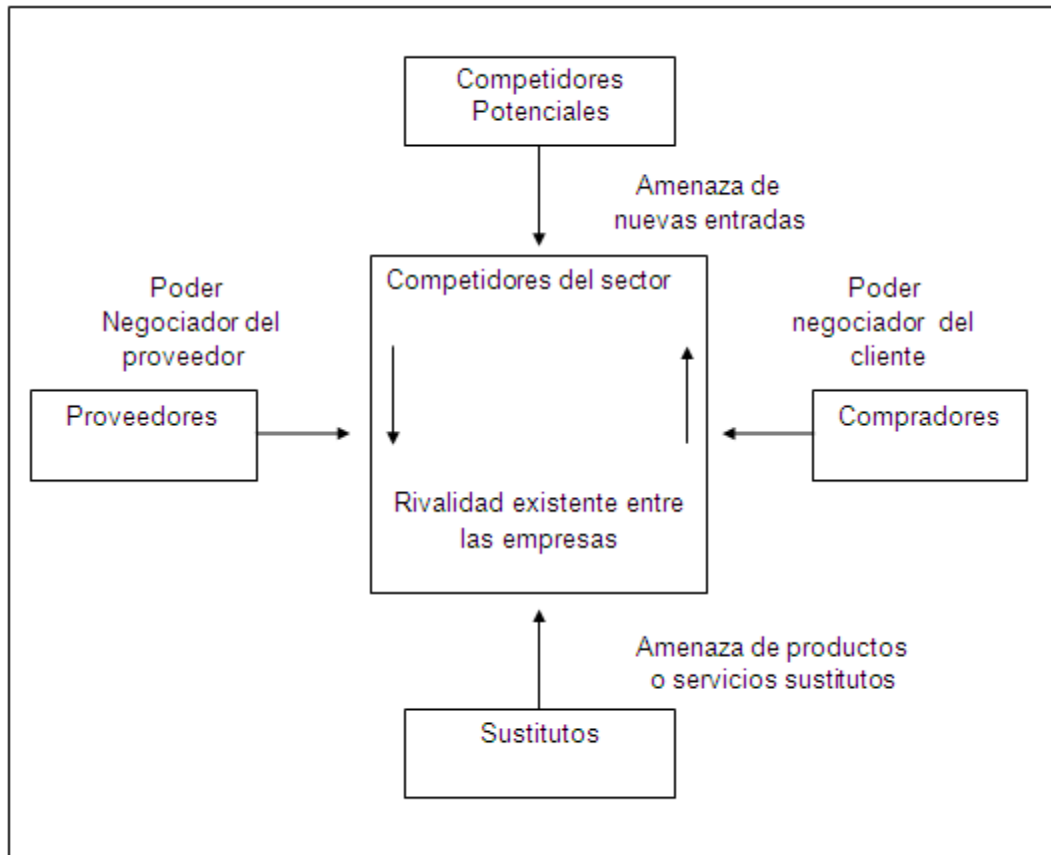 Competidores
Potenciales
Amenaza de
nuevas entradas
Competidores del sector
Poder
Negociador del
proveedor
Poder
negociador del
cliente
Proveedores
Compradores
Rivalidad existente entre
las empresas
Amenaza de productos
o servicios sustitutos
Sustitutos